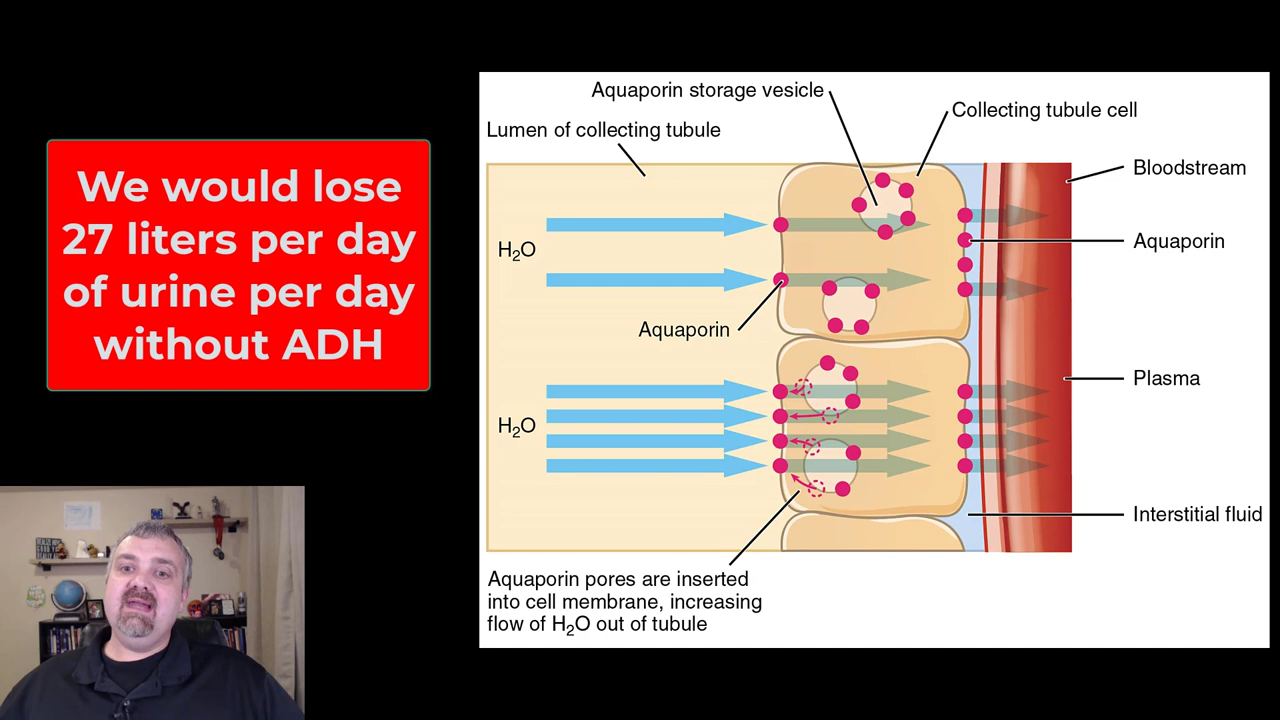 We would lose
27 liters per day
of urine per day
without ADH
Aquaporin storage vesicle
Collecting tubule cell
Lumen of collecting tubule
Bloodstream
H₂O
Aquaporin
Aquaporin
Plasma
H₂O
Interstitial fluid
Aquaporin pores are inserted
into cell membrane, increasing
flow of H₂O out of tubule